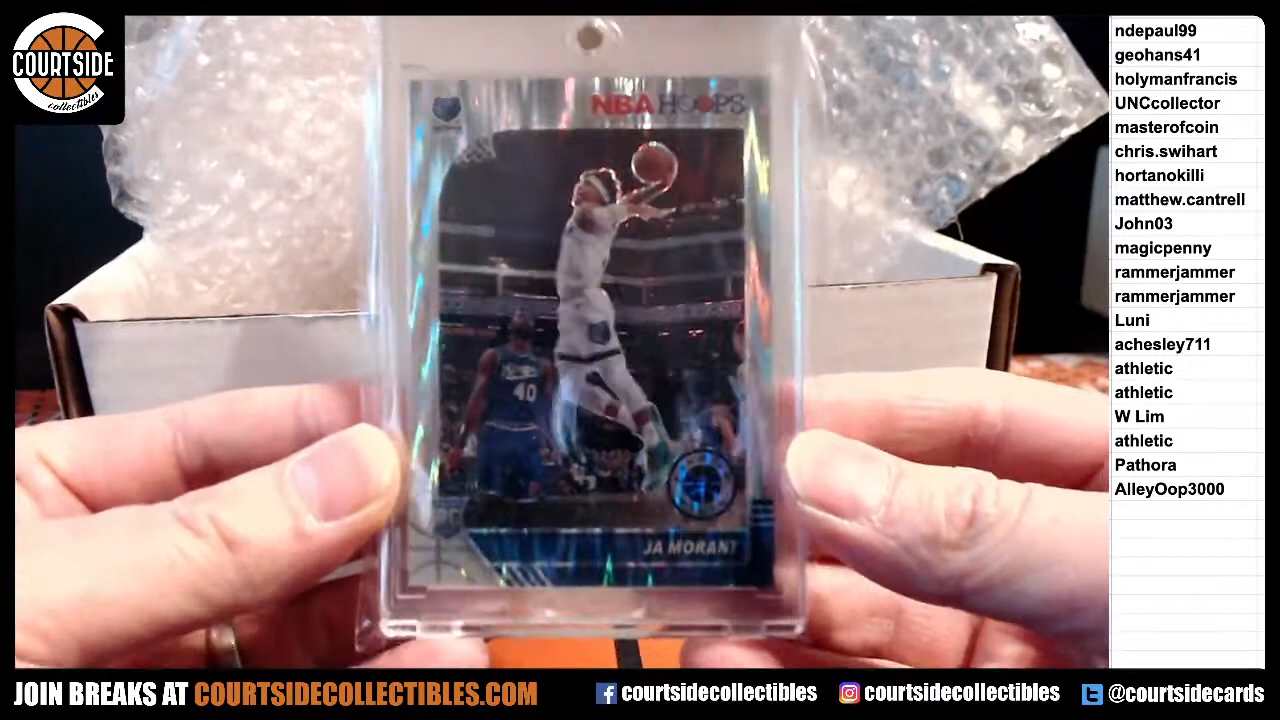 COURTSIDE
collectibles
NBA HOOPS
40
JA MORANT
ndepaul99
geohans41
holymanfrancis
UNCcollector
masterofcoin
chris.swihart
hortanokilli
matthew.cantrell
John03
magicpenny
rammerjammer
rammerjammer
Luni
achesley711
athletic
athletic
W Lim
athletic
Pathora
AlleyOop3000
JOIN BREAKS AT COURTSIDECOLLECTIBLES.COM
courtsidecollectibles
courtsidecollectibles
@courtsidecards